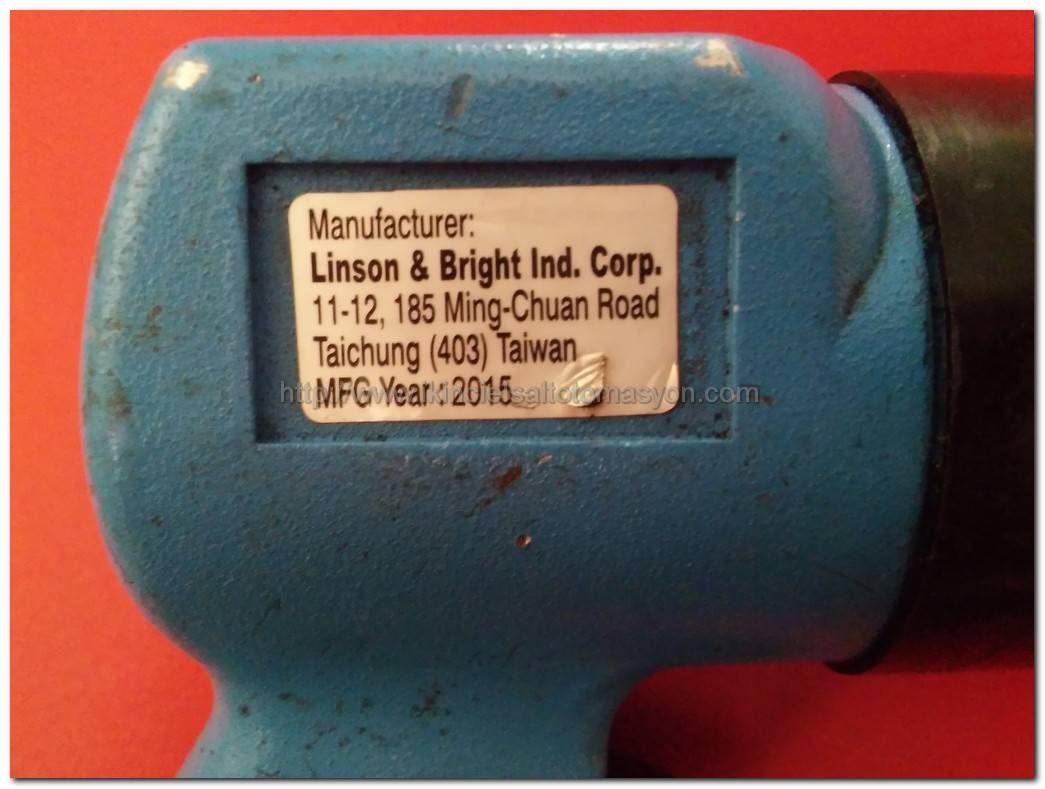 Manufacturer:
Linson & Bright Ind. Corp.
11-12, 185 Ming-Chuan Road
Taichung (403) Taiwan
MFG Year : 2015